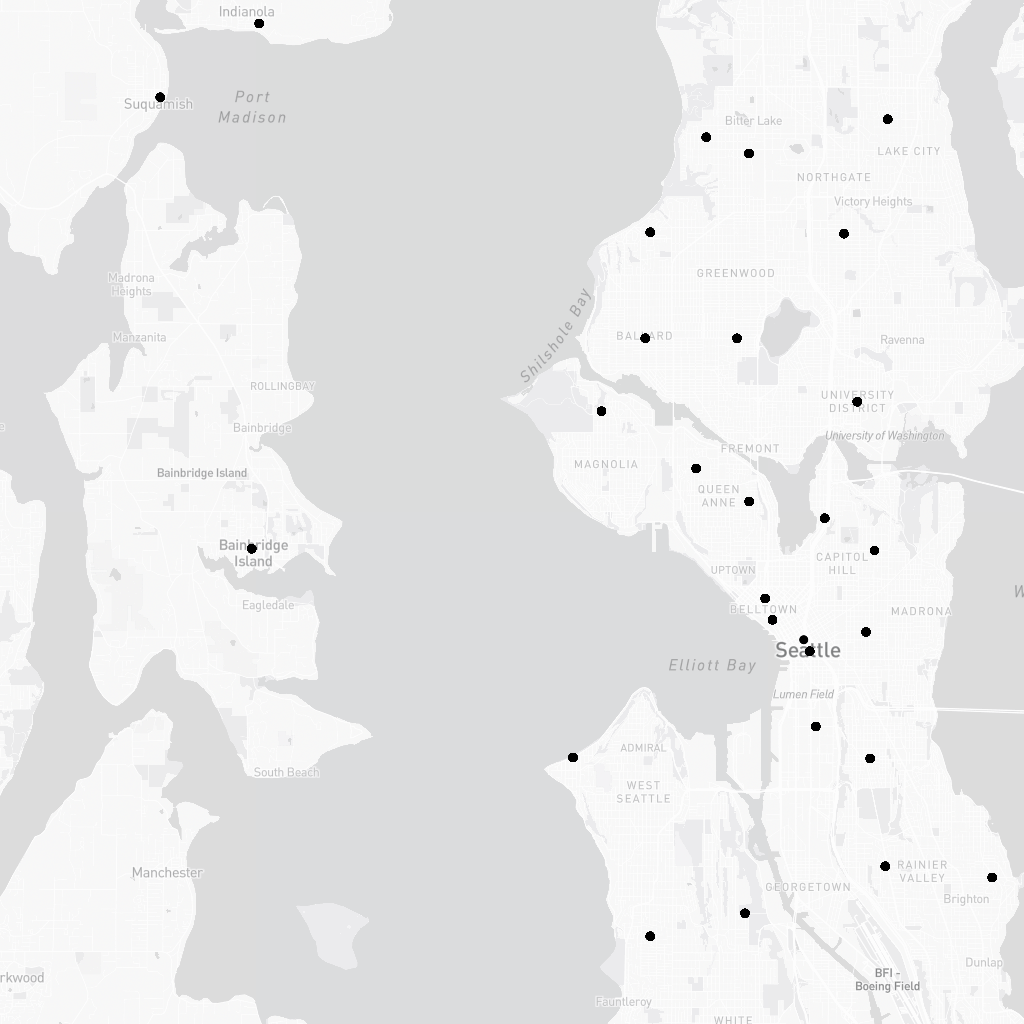 Indianola
Port
Madison
Suquamish
Bitter Lake
LAKE CITY
NORTHGATE
Victory Heights
Madrona
Heights
GREENWOOD
Shilshole Bay
Manzanita
BALLARD
Ravenna
ROLLINGBAY
UNIVERSITY
DISTRICT
Bainbridge
University of Washington
FREMONT
Bainbridge Island
MAGNOLIA
QUEEN
ANNE
Bainbridge
Island
CAPITOL
HILL
UPTOWN
Eagledale
BELLTOWN
MADRONA
W
Seattle
Elliott Bay
Lumen Field
ADMIRAL
South Beach
WEST
SEATTLE
Manchester
RAINIER
VALLEY
GEORGETOWN
Brighton
Dunlap
rkwood
BFI -
Boeing Field
Fauntleroy
WHITE